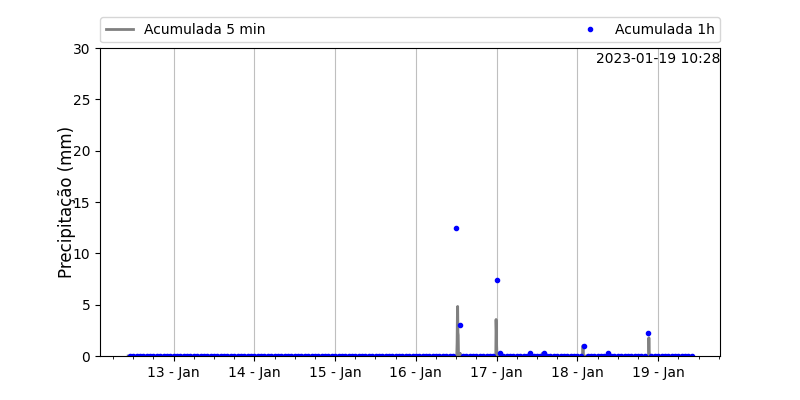 Acumulada 5 min
Acumulada 1h
2023-01-19 10:28
Precipitação (mm)
30
25
20
15
10
5
0
13 - Jan
14 - Jan
15 - Jan
16 - Jan
17 - Jan
18 - Jan
19 - Jan